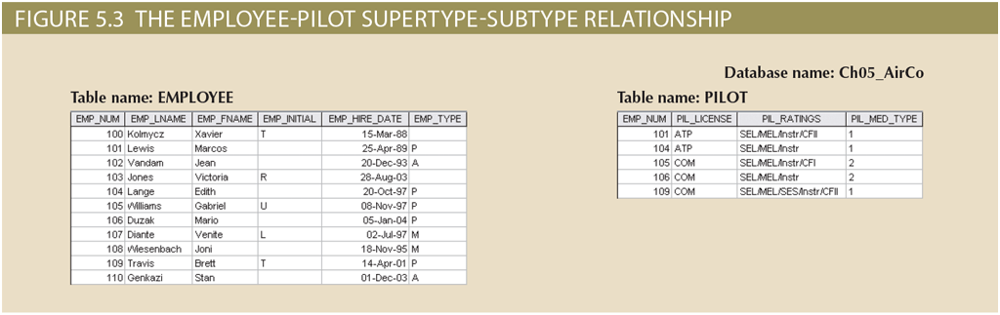 FIGURE 5.3 THE EMPLOYEE-PILOT SUPERTYPE-SUBTYPE RELATIONSHIP
Database name: Ch05_AirCo
Table name: EMPLOYEE
EMP_NUM EMP_LNAME EMP_FNAME EMP_INITIAL EMP_HIRE_DATE EMP_TYPE
100 Kolmycz Xavier T 15-Mar-88
101 Lewis Marcos 25-Apr-89 P
102 Vandam Jean 20-Dec-93 A
103 Jones Victoria R 28-Aug-03
104 Lange Edith 20-Oct-97 P
105 Williams Gabriel U 08-Nov-97 P
106 Duzak Mario 05-Jan-04 P
107 Diante Venite L 02-Jul-97 M
108 Wiesenbach Joni 18-Nov-95 M
109 Travis Brett T 14-Apr-01 P
110 Genkazi Stan 01-Dec-03 A
Table name: PILOT
EMP_NUM PIL_LICENSE PIL_RATINGS PIL_MED_TYPE
101 ATP SEL/MEL/Instr/CFII 1
104 ATP SEL/MEL/Instr 1
105 COM SEL/MEL/Instr/CFI 2
106 COM SEL/MEL/Instr 2
109 COM SEL/MEL/SES/Instr/CFII 1